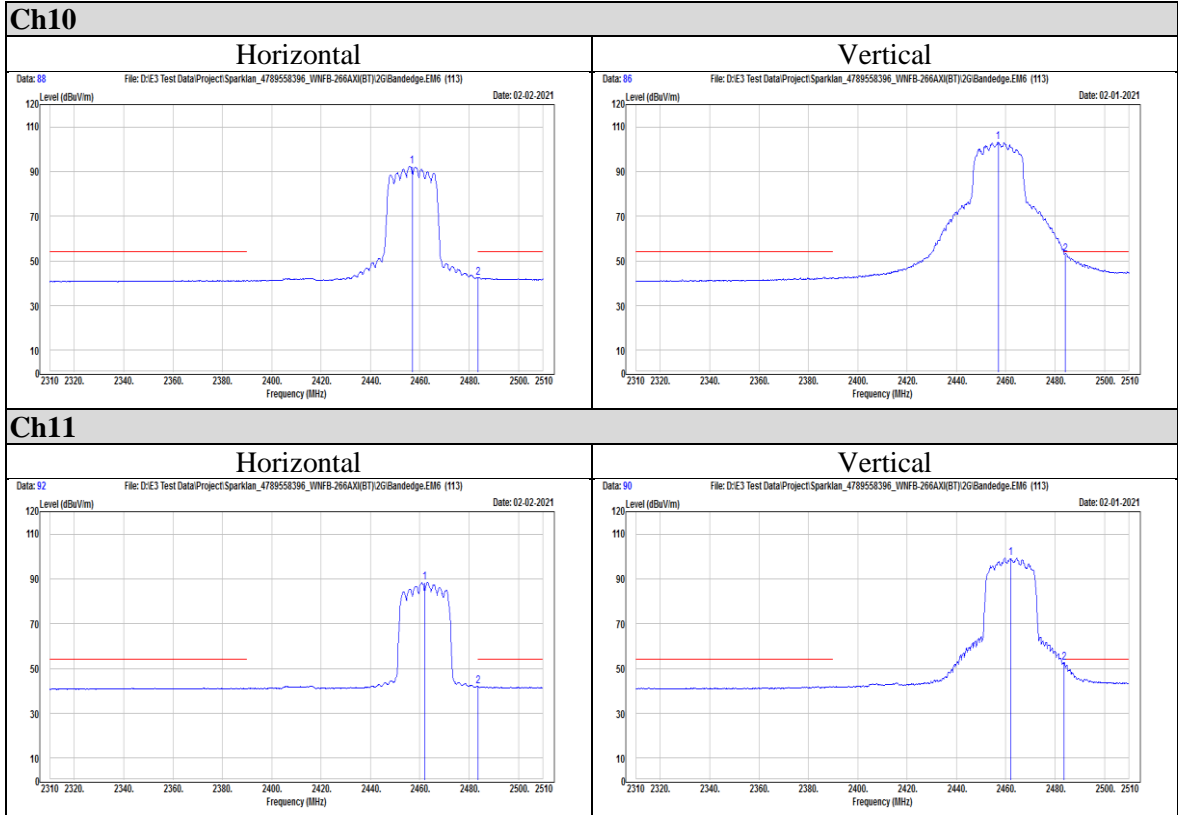 Ch10
Horizontal Vertical
Data: 88 File: D:\E3 Test Data\Project\Sparklan_4789558396_WNFB-266AXI(BT)\2G\Bandedge.EM6 (113)
Level (dBuV/m) Date: 02-02-2021
120
110
90
70
50
30
10
0
1
2
2310 2320. 2340. 2360. 2380. 2400. 2420. 2440. 2460. 2480. 2500. 2510
Frequency (MHz)
Data: 86 File: D:\E3 Test Data\Project\Sparklan_4789558396_WNFB-266AXI(BT)\2G\Bandedge.EM6 (113)
Level (dBuV/m) Date: 02-01-2021
120
110
90
70
50
30
10
0
1
2
2310 2320. 2340. 2360. 2380. 2400. 2420. 2440. 2460. 2480. 2500. 2510
Frequency (MHz)
Ch11
Horizontal Vertical
Data: 92 File: D:\E3 Test Data\Project\Sparklan_4789558396_WNFB-266AXI(BT)\2G\Bandedge.EM6 (113)
Level (dBuV/m) Date: 02-02-2021
120
110
90
70
50
30
10
0
1
2
2310 2320. 2340. 2360. 2380. 2400. 2420. 2440. 2460. 2480. 2500. 2510
Frequency (MHz)
Data: 90 File: D:\E3 Test Data\Project\Sparklan_4789558396_WNFB-266AXI(BT)\2G\Bandedge.EM6 (113)
Level (dBuV/m) Date: 02-01-2021
120
110
90
70
50
30
10
0
1
2
2310 2320. 2340. 2360. 2380. 2400. 2420. 2440. 2460. 2480. 2500. 2510
Frequency (MHz)